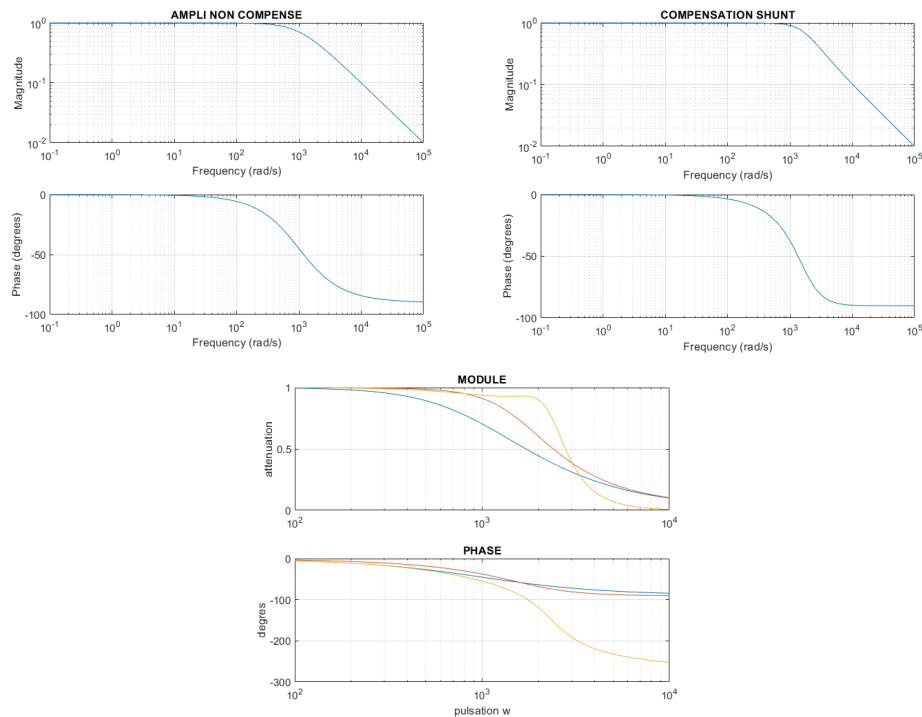 AMPLI NON COMPENSE
10^0
10^-1
10^-2
Magnitude
10^-1 10^0 10^1 10^2 10^3 10^4 10^5
Frequency (rad/s)
0
-50
-100
Phase (degrees)
10^-1 10^0 10^1 10^2 10^3 10^4 10^5
Frequency (rad/s)
COMPENSATION SHUNT
10^0
10^-1
10^-2
Magnitude
10^-1 10^0 10^1 10^2 10^3 10^4 10^5
Frequency (rad/s)
0
-50
-100
Phase (degrees)
10^-1 10^0 10^1 10^2 10^3 10^4 10^5
Frequency (rad/s)
MODULE
1
0.5
0
attenuation
10^2 10^3 10^4
PHASE
0
-100
-200
-300
degres
10^2 10^3 10^4
pulsation w